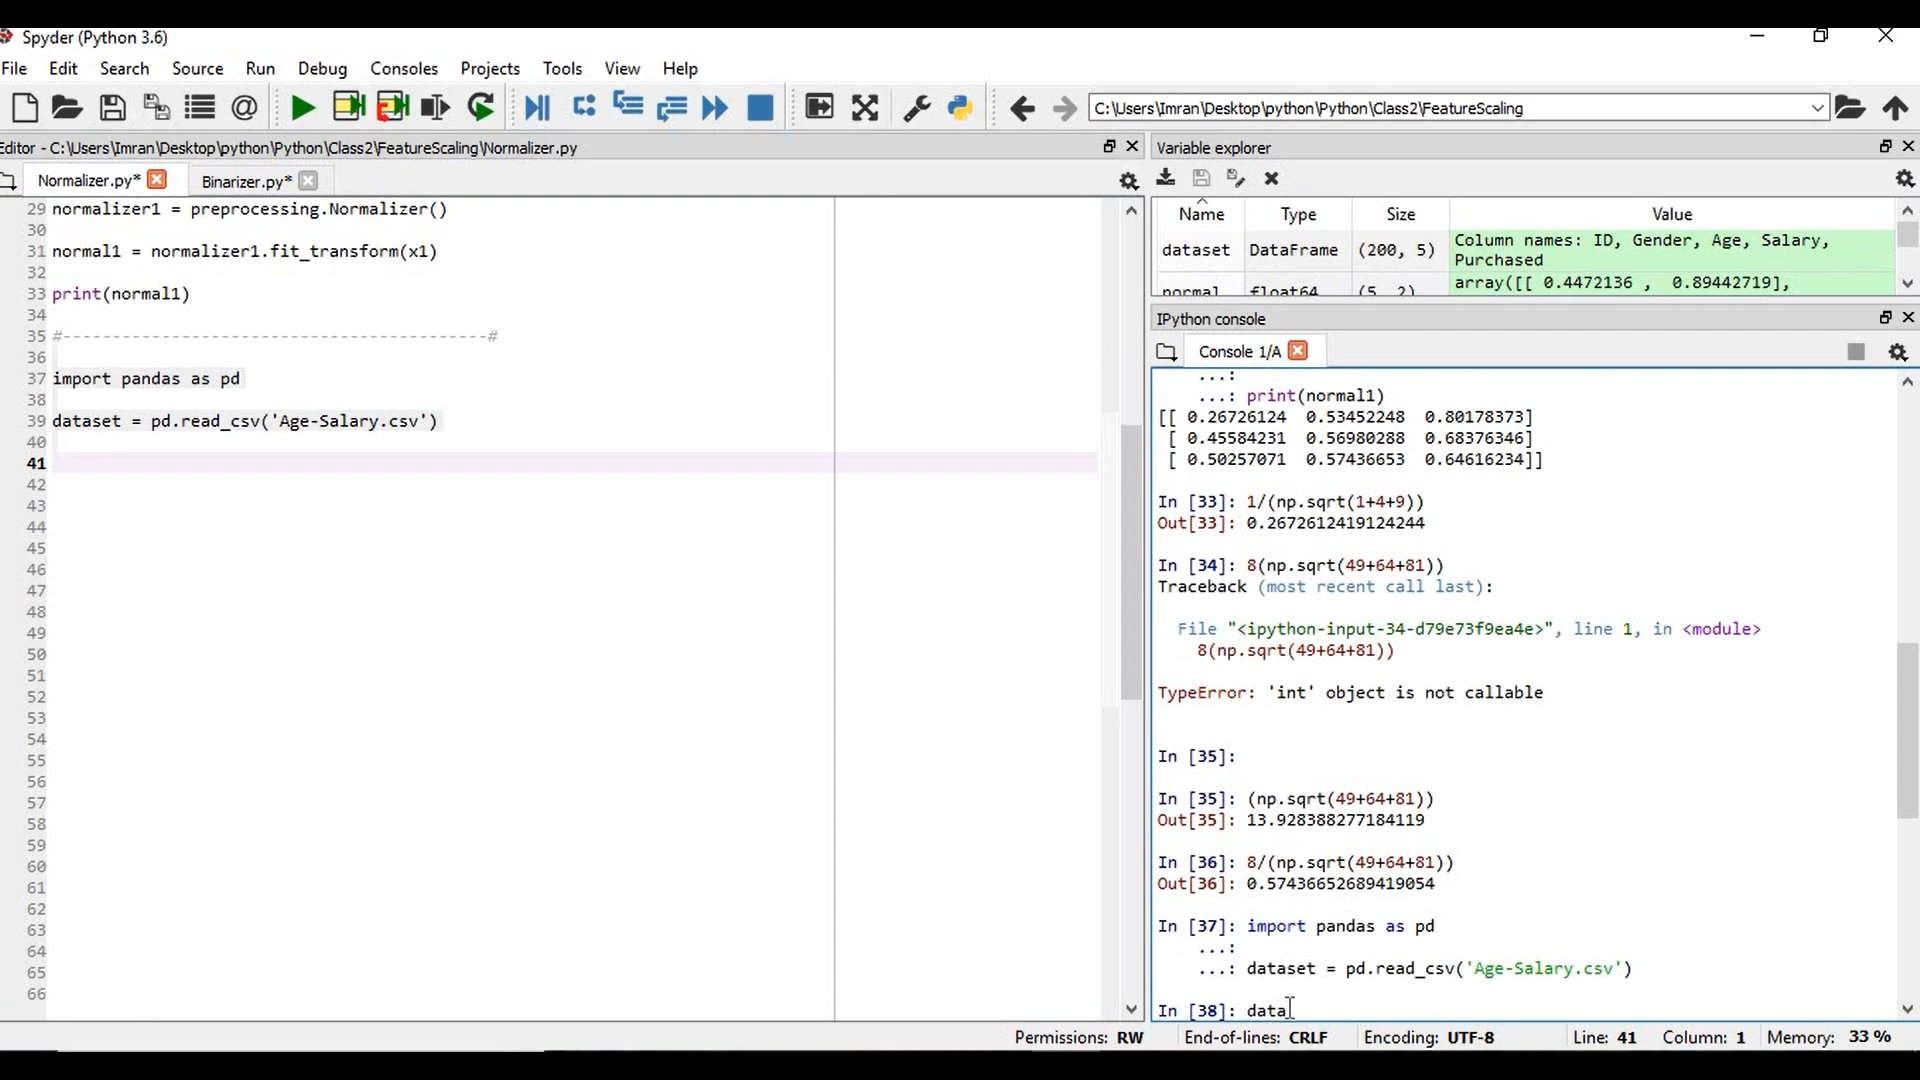 Spyder (Python 3.6)
File Edit Search Source Run Debug Consoles Projects Tools View Help
C:\Users\Imran\Desktop\python\Python\Class2\FeatureScaling
Editor - C:\Users\Imran\Desktop\python\Python\Class2\FeatureScaling\Normalizer.py
Normalizer.py* Binarizer.py*
29 normalizer1 = preprocessing.Normalizer()
30
31 normal1 = normalizer1.fit_transform(x1)
32
33 print(normal1)
34
35 #-------------------------------------------#
36
37 import pandas as pd
38
39 dataset = pd.read_csv('Age-Salary.csv')
40
41
42
43
44
45
46
47
48
49
50
51
52
53
54
55
56
57
58
59
60
61
62
63
64
65
66
Variable explorer
Name Type Size Value
dataset DataFrame (200, 5) Column names: ID, Gender, Age, Salary,
Purchased
normal float64 (5, 2) array([[ 0.4472136 , 0.89442719],
IPython console
Console 1/A
...:
...: print(normal1)
[[ 0.26726124 0.53452248 0.80178373]
[ 0.45584231 0.56980288 0.68376346]
[ 0.50257071 0.57436653 0.64616234]]
In [33]: 1/(np.sqrt(1+4+9))
Out[33]: 0.2672612419124244
In [34]: 8(np.sqrt(49+64+81))
Traceback (most recent call last):
File "<ipython-input-34-d79e73f9ea4e>", line 1, in <module>
8(np.sqrt(49+64+81))
TypeError: 'int' object is not callable
In [35]:
In [35]: (np.sqrt(49+64+81))
Out[35]: 13.928388277184119
In [36]: 8/(np.sqrt(49+64+81))
Out[36]: 0.57436652689419054
In [37]: import pandas as pd
...:
...: dataset = pd.read_csv('Age-Salary.csv')
In [38]: data
Permissions: RW End-of-lines: CRLF Encoding: UTF-8 Line: 41 Column: 1 Memory: 33 %